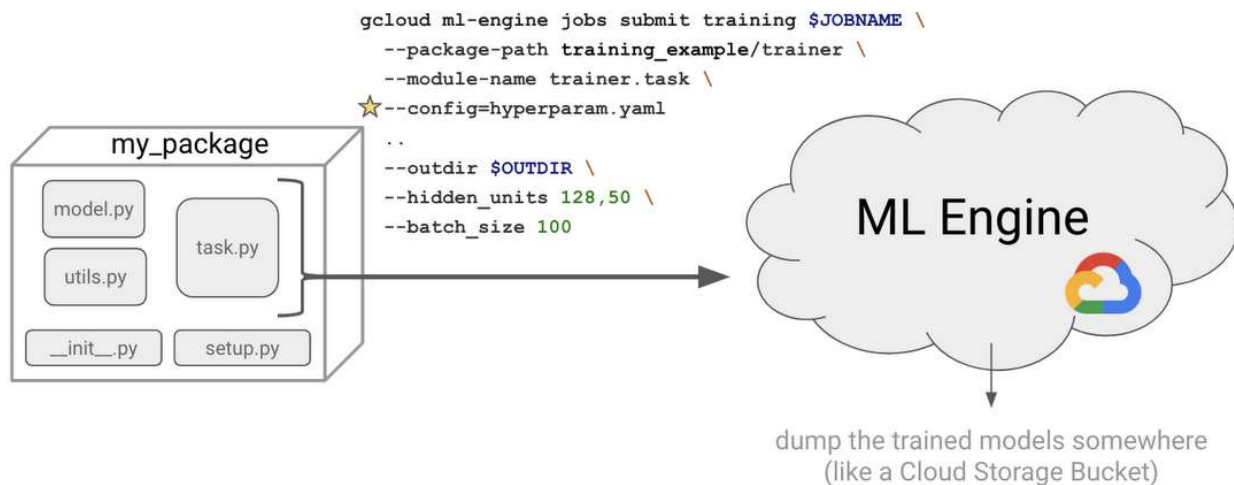 gcloud ml-engine jobs submit training $JOBNAME \
--package-path training_example/trainer \
--module-name trainer.task \
--config=hyperparam.yaml
..
--outdir $OUTDIR \
--hidden_units 128,50 \
--batch_size 100
my_package
model.py
task.py
utils.py
__init__.py
setup.py
ML Engine
dump the trained models somewhere
(like a Cloud Storage Bucket)